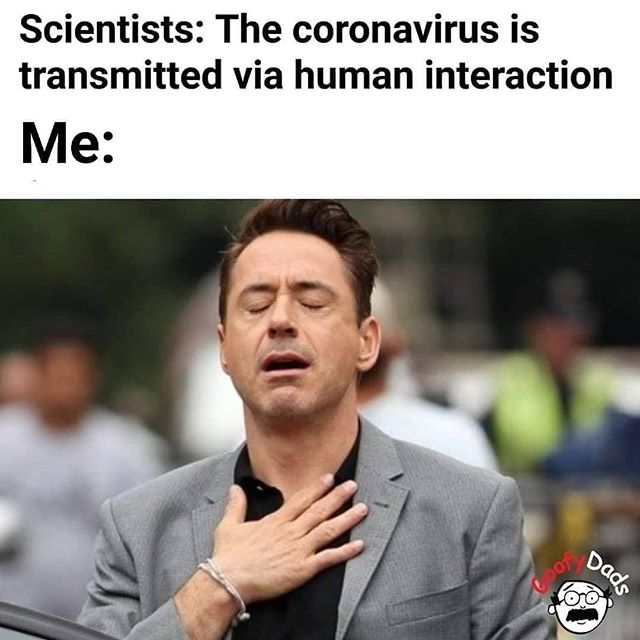 Scientists: The coronavirus is
transmitted via human interaction
Me:
Goofy Dads